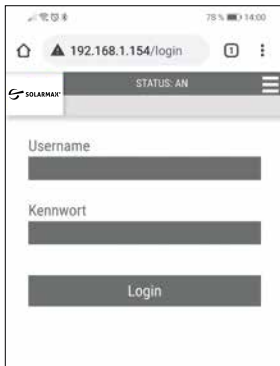 78 % 14:00
192.168.1.154/login
1
STATUS: AN
SOLARMAX
Username
Kennwort
Login